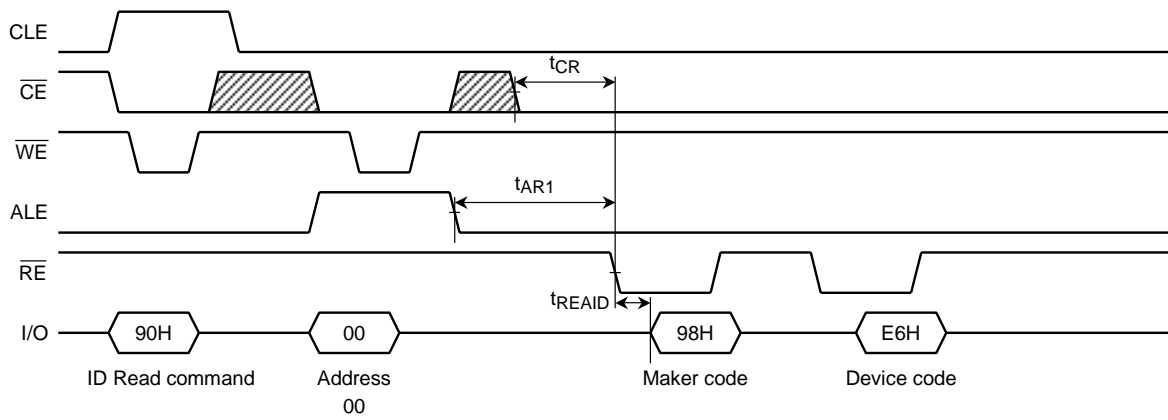 CLE
tCR
CE
WE
tAR1
ALE
RE
tREAID
I/O
90H
00
98H
E6H
ID Read command
Address
00
Maker code
Device code